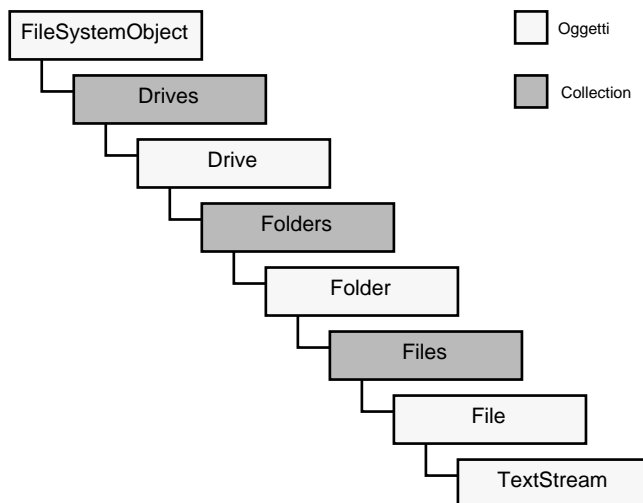 FileSystemObject
Oggetti
Drives
Collection
Drive
Folders
Folder
Files
File
TextStream